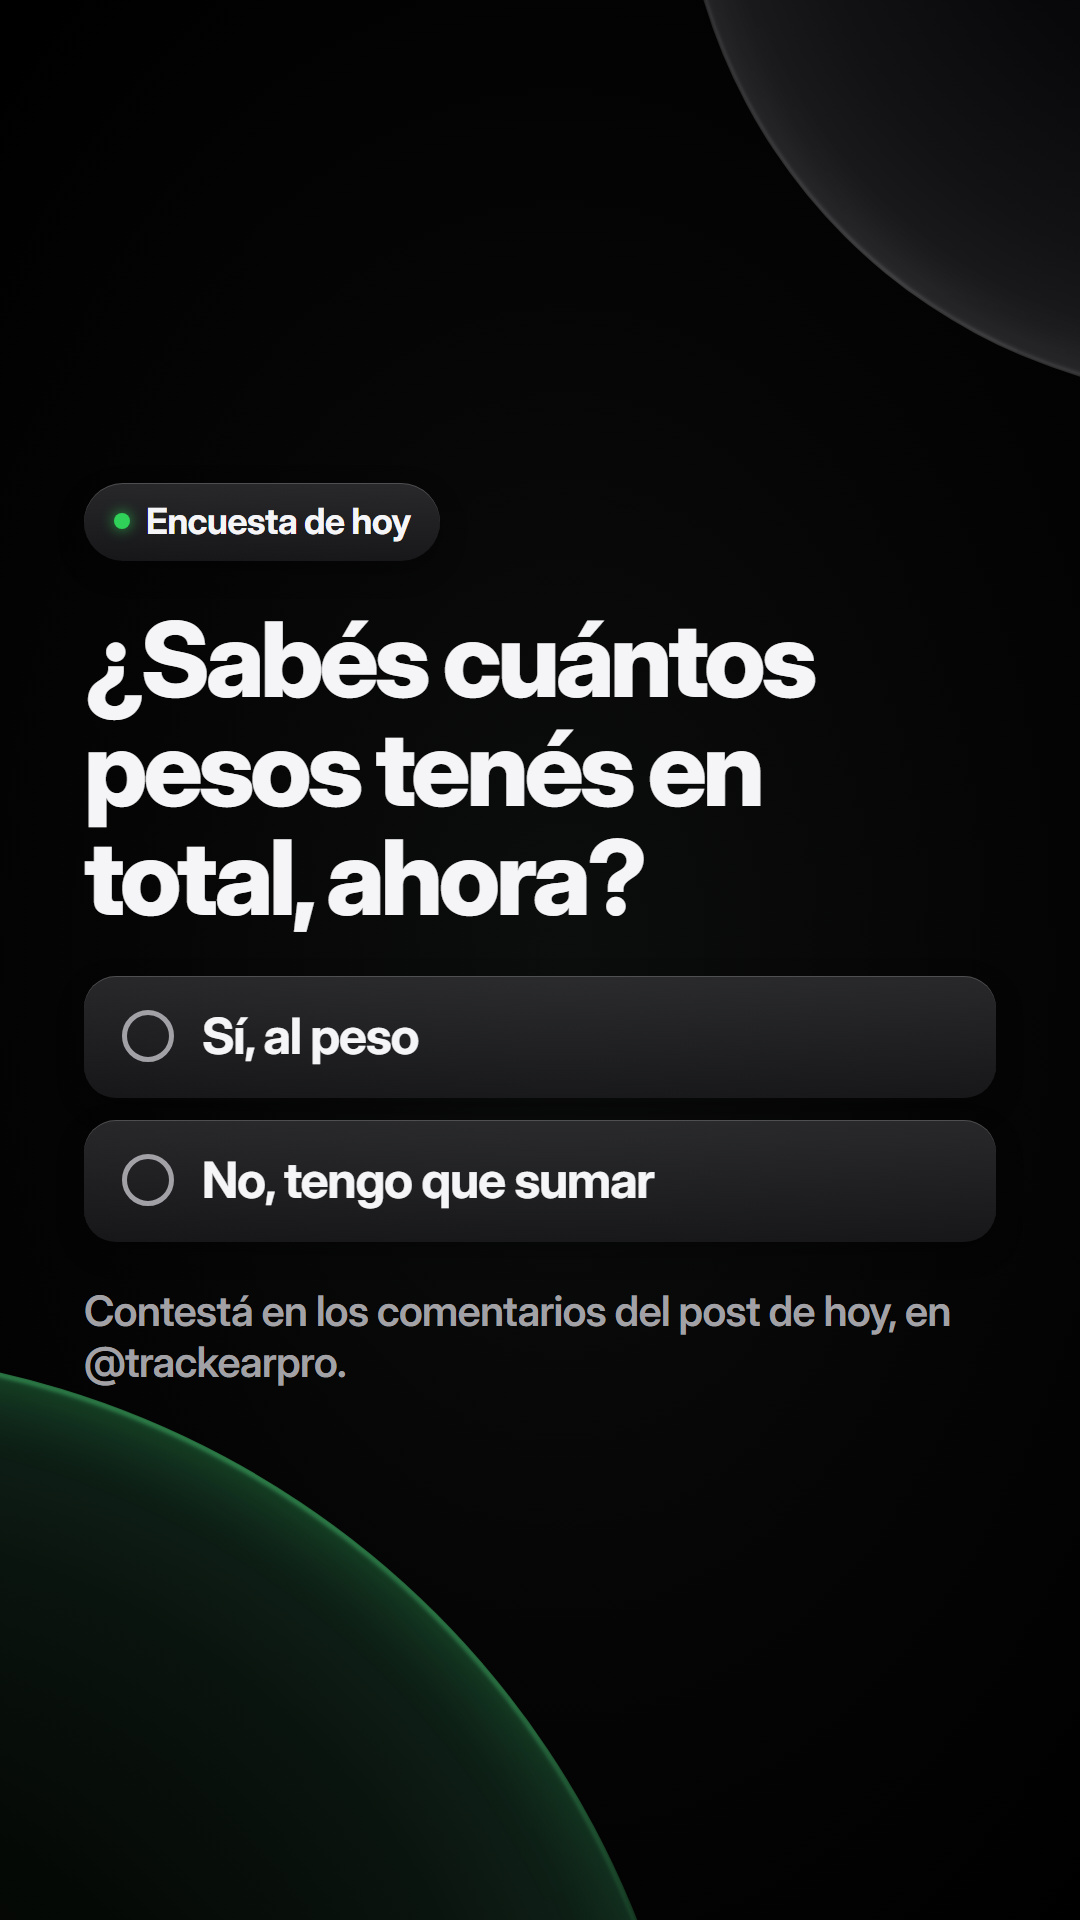 Encuesta de hoy
¿Sabés cuántos
pesos tenés en
total, ahora?
Sí, al peso
No, tengo que sumar
Contestá en los comentarios del post de hoy, en
@trackearpro.